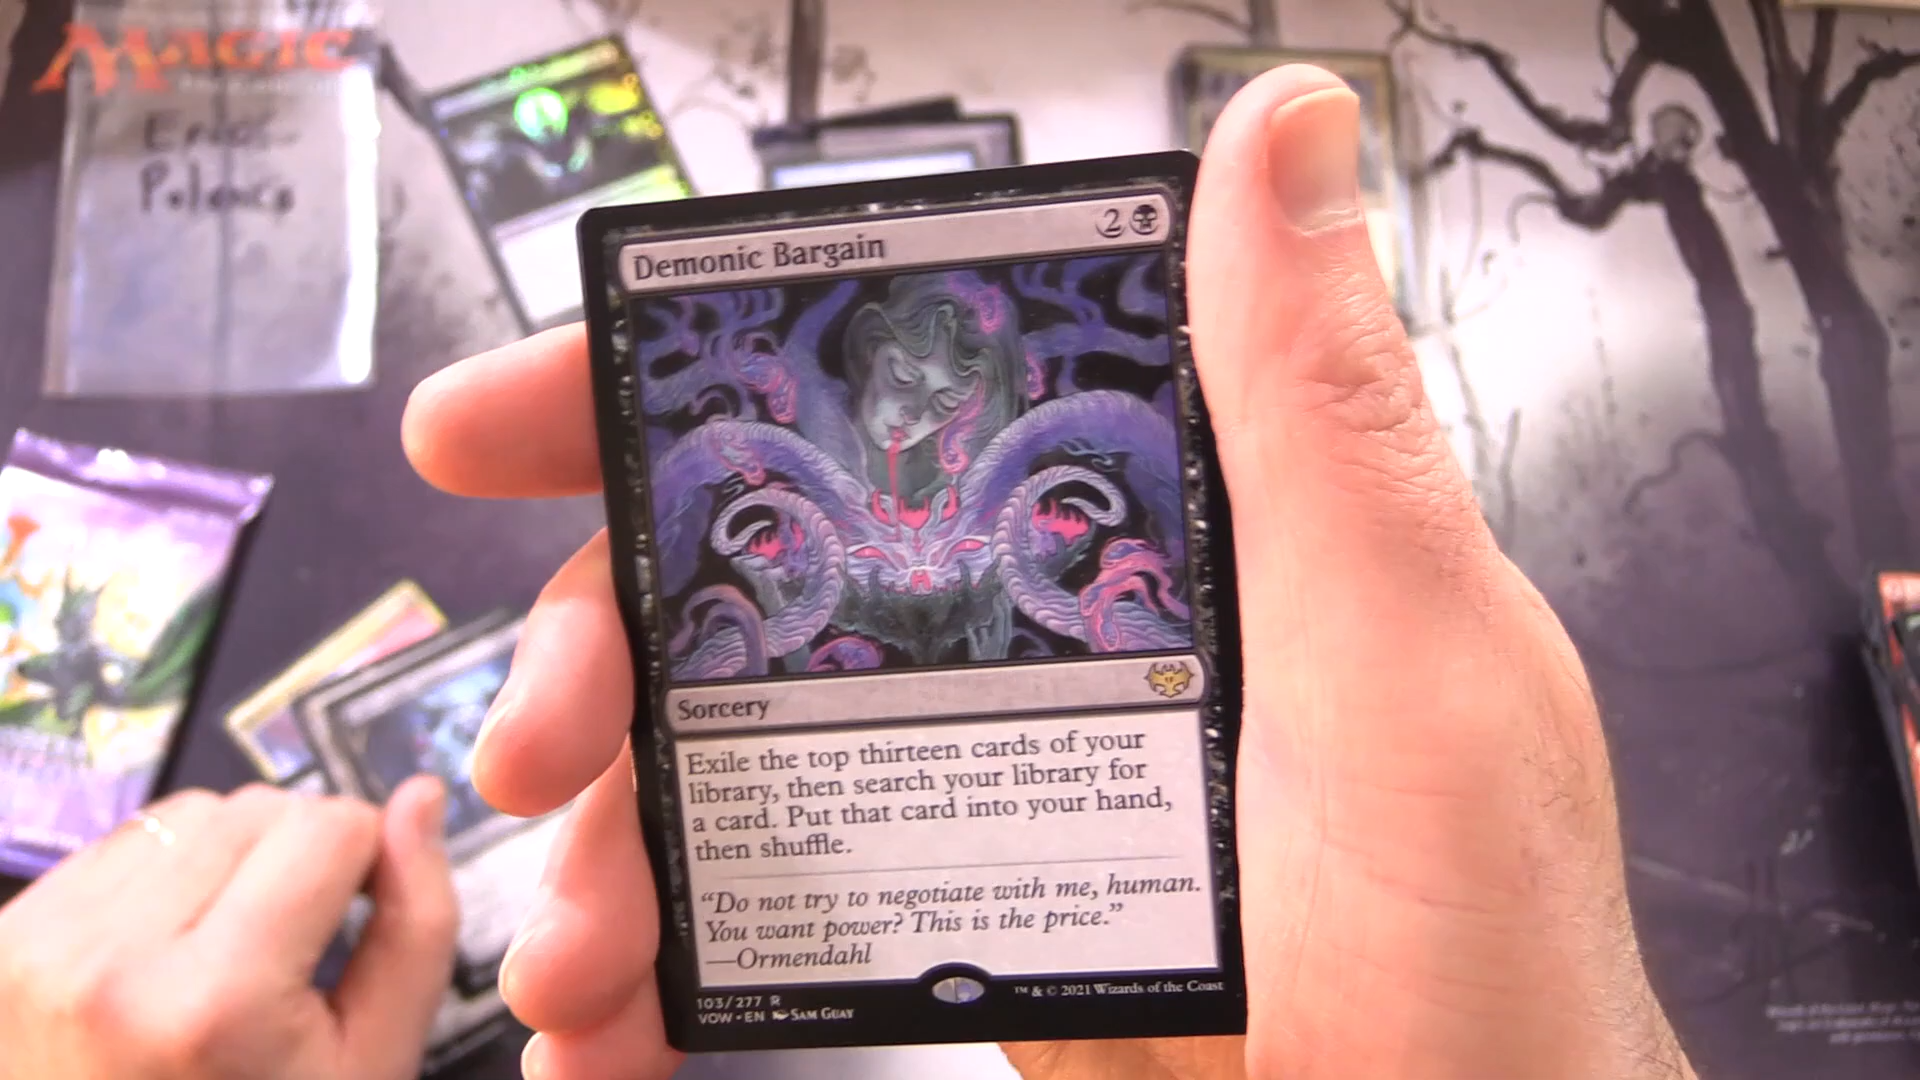 MAGIC
Demonic Bargain 2
Sorcery
Exile the top thirteen cards of your
library, then search your library for
a card. Put that card into your hand,
then shuffle.
“Do not try to negotiate with me, human.
You want power? This is the price.”
—Ormendahl
103/277 R
VOW • EN SAM GUAY
™ & © 2021 Wizards of the Coast